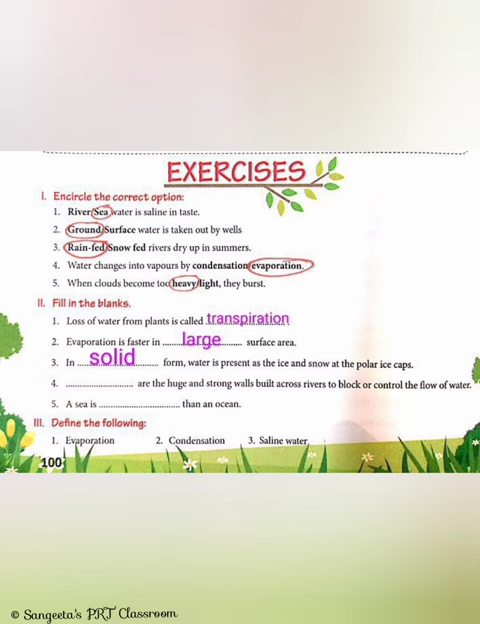 EXERCISES
I. Encircle the correct option:
1. River/Sea water is saline in taste.
2. Ground/Surface water is taken out by wells
3. Rain-fed/Snow fed rivers dry up in summers.
4. Water changes into vapours by condensation/evaporation.
5. When clouds become too heavy/light, they burst.
II. Fill in the blanks.
1. Loss of water from plants is called transpiration
2. Evaporation is faster in ........large........... surface area.
3. In ....solid........ form, water is present as the ice and snow at the polar ice caps.
4. ............................ are the huge and strong walls built across rivers to block or control the flow of water.
5. A sea is .................................. than an ocean.
III. Define the following:
1. Evaporation 2. Condensation 3. Saline water
100
© Sangeeta's PRT Classroom